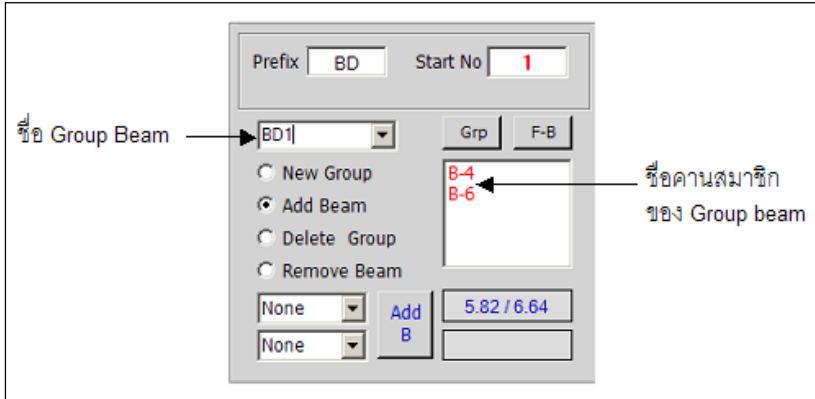 Prefix BD Start No 1
ชื่อ Group Beam BD1 Grp F-B
New Group B-4
Add Beam B-6
ชื่อคานสมาชิก
ของ Group beam
Delete Group
Remove Beam
None Add B 5.82 / 6.64
None